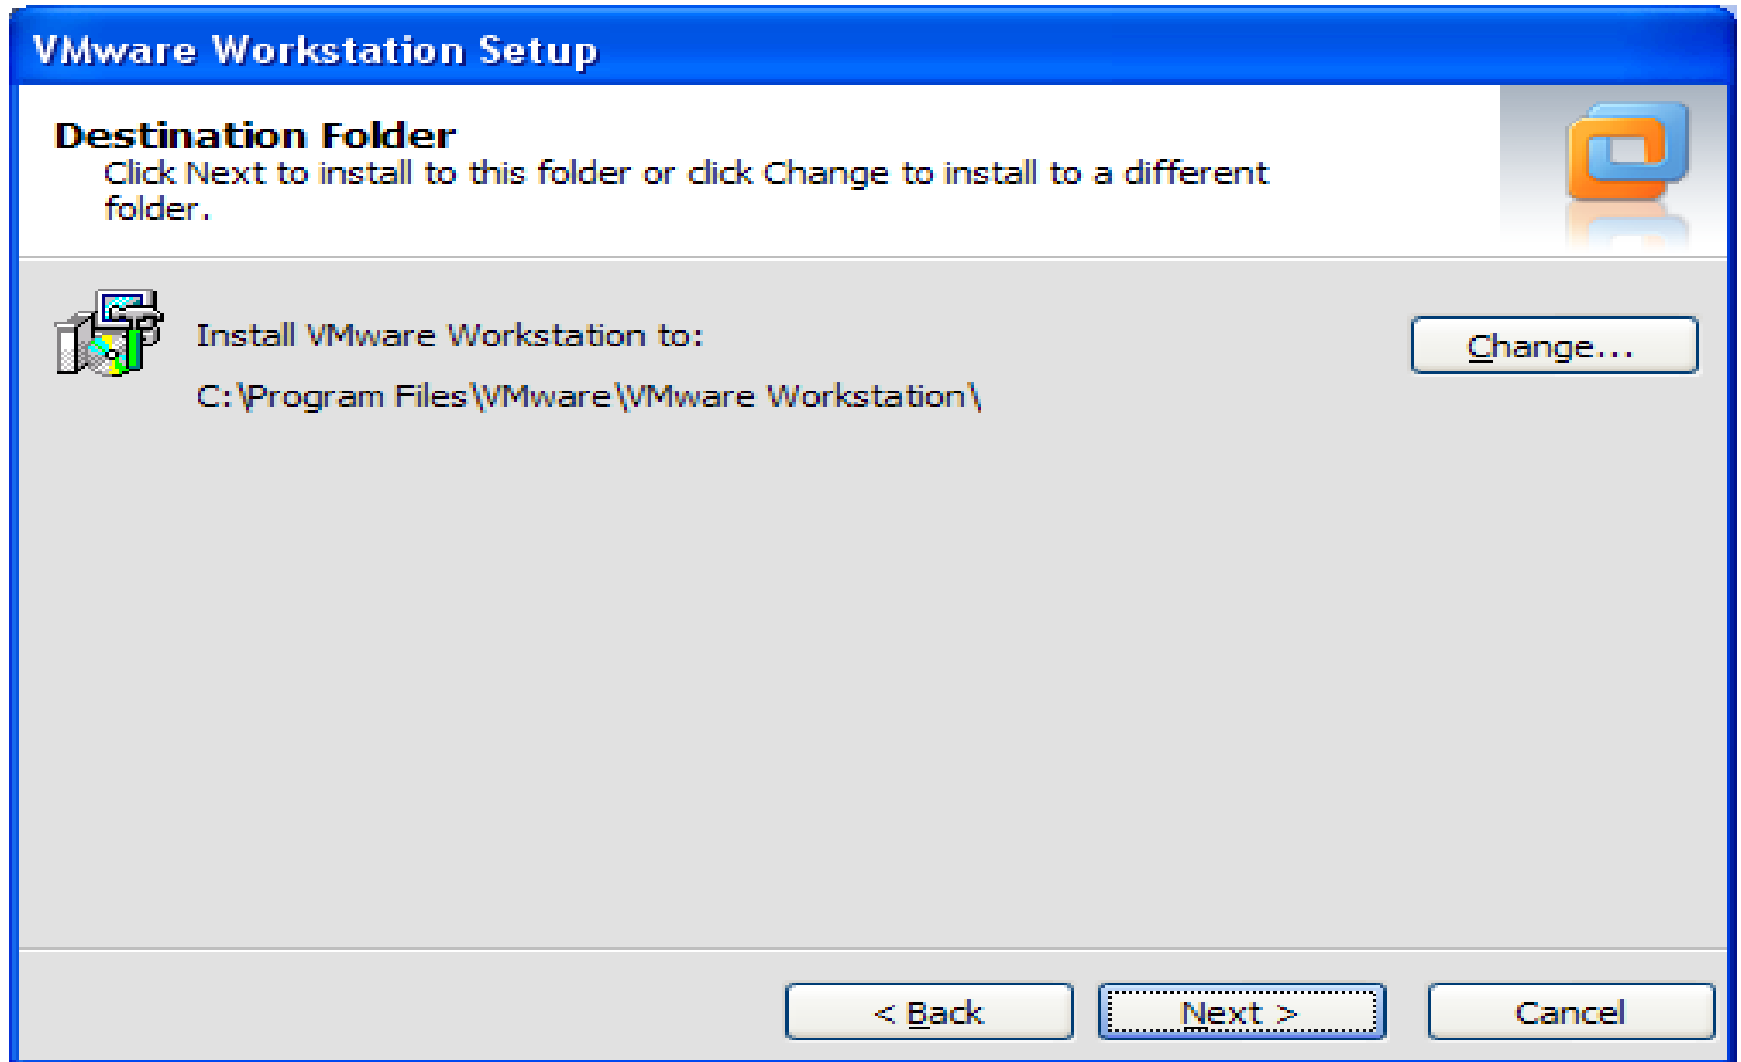 VMware Workstation Setup
Destination Folder
Click Next to install to this folder or click Change to install to a different
folder.
Install VMware Workstation to:
Change...
C:\Program Files\VMware\VMware Workstation\
< Back
Next >
Cancel